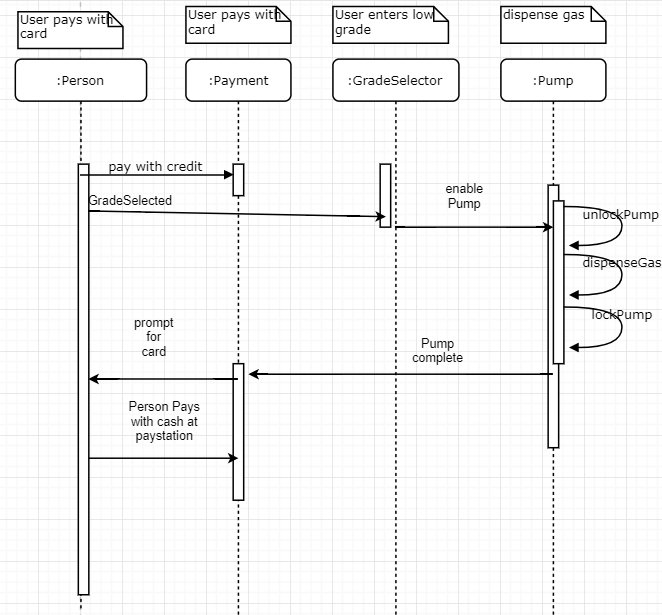 User pays with
card
User pays with
card
User enters low
grade
dispense gas
:Person
:Payment
:GradeSelector
:Pump
pay with credit
GradeSelected
enable
Pump
unlockPump
dispenseGas
lockPump
prompt
for
card
Pump
complete
Person Pays
with cash at
paystation